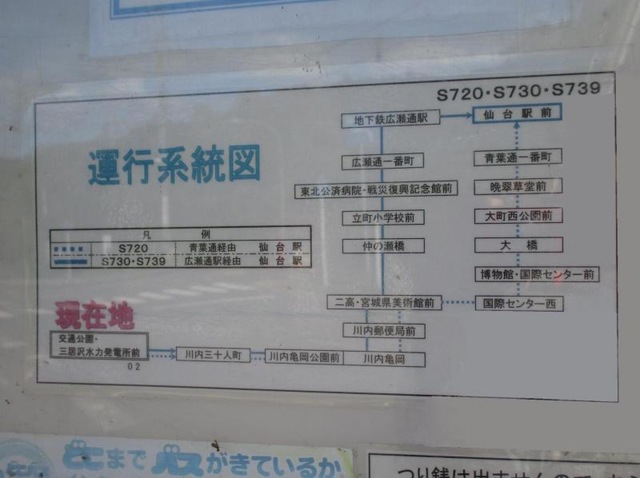 S720・S730・S739
運行系統図
地下鉄広瀬通駅
仙台駅前
広瀬通一番町
青葉通一番町
東北公済病院・戦災復興記念館前
晩翠草堂前
立町小学校前
大町西公園前
仲の瀬橋
大橋
博物館・国際センター前
凡例
S720 青葉通経由 仙台駅
S730・S739 広瀬通駅経由 仙台駅
二高・宮城県美術館前
国際センター西
現在地
川内郵便局前
交通公園・
三居沢水力発電所前
02
川内三十人町
川内亀岡公園前
川内亀岡
どこまでバスがきているか